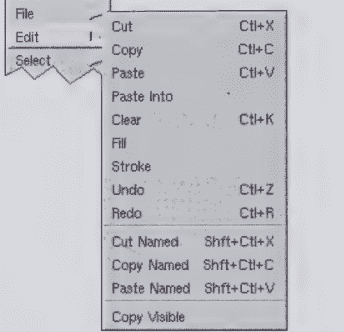 File
Edit
Select
Cut Ctl+X
Copy Ctl+C
Paste Ctl+V
Paste Into
Clear Ctl+K
Fill
Stroke
Undo Ctl+Z
Redo Ctl+R
Cut Named Shft+Ctl+X
Copy Named Shft+Ctl+C
Paste Named Shft+Ctl+V
Copy Visible